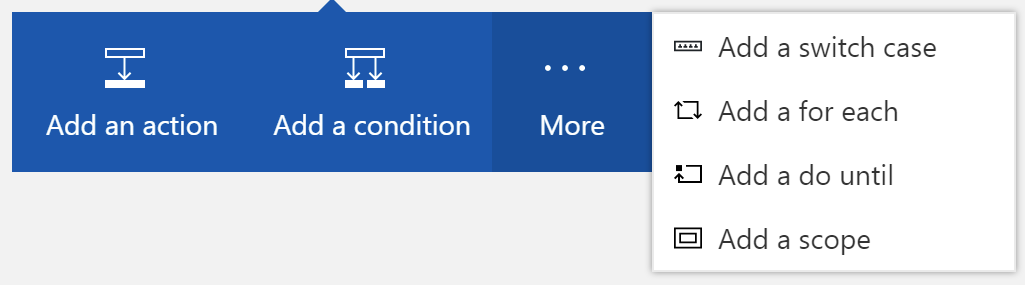 Add an action
Add a condition
More
Add a switch case
Add a for each
Add a do until
Add a scope